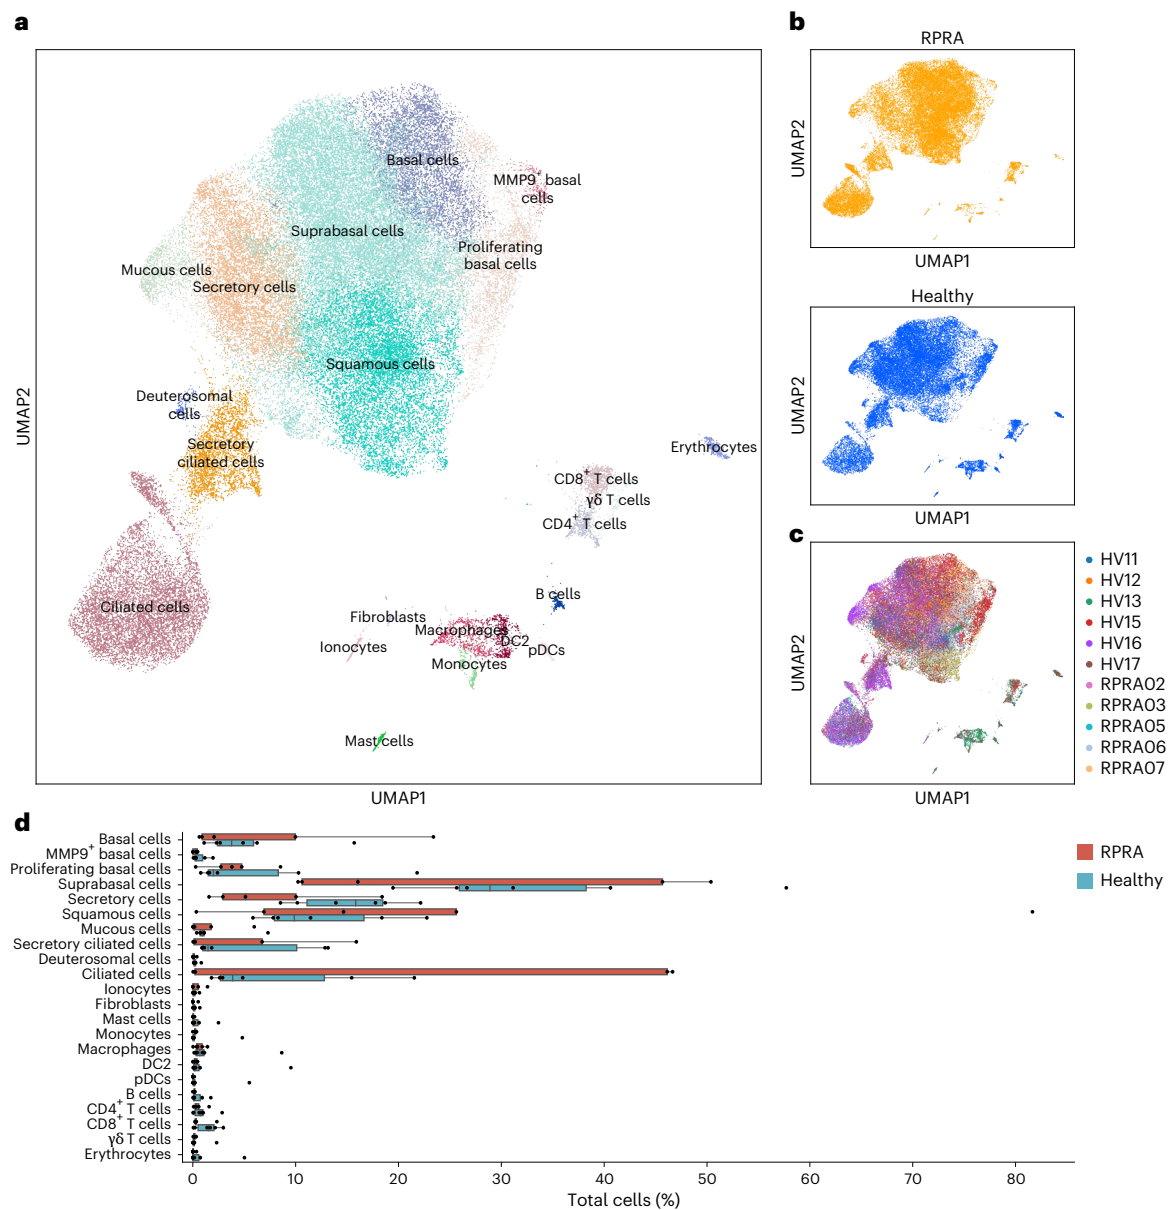 a
Basal cells
MMP9+ basal
cells
Suprabasal cells
Proliferating
basal cells
Mucous cells
Secretory cells
Squamous cells
Deuterosomal
cells
Secretory
ciliated cells
Erythrocytes
CD8+ T cells
γδ T cells
CD4+ T cells
B cells
Ciliated cells
Fibroblasts
Macrophages
DC2
Ionocytes
pDCs
Monocytes
Mast cells
UMAP2
UMAP1
b
RPRA
UMAP2
UMAP1
Healthy
UMAP2
UMAP1
c
UMAP2
UMAP1
HV11
HV12
HV13
HV15
HV16
HV17
RPRA02
RPRA03
RPRA05
RPRA06
RPRA07
d
Basal cells
MMP9+ basal cells
Proliferating basal cells
Suprabasal cells
Secretory cells
Squamous cells
Mucous cells
Secretory ciliated cells
Deuterosomal cells
Ciliated cells
Ionocytes
Fibroblasts
Mast cells
Monocytes
Macrophages
DC2
pDCs
B cells
CD4+ T cells
CD8+ T cells
γδ T cells
Erythrocytes
0 10 20 30 40 50 60 70 80
Total cells (%)
RPRA
Healthy